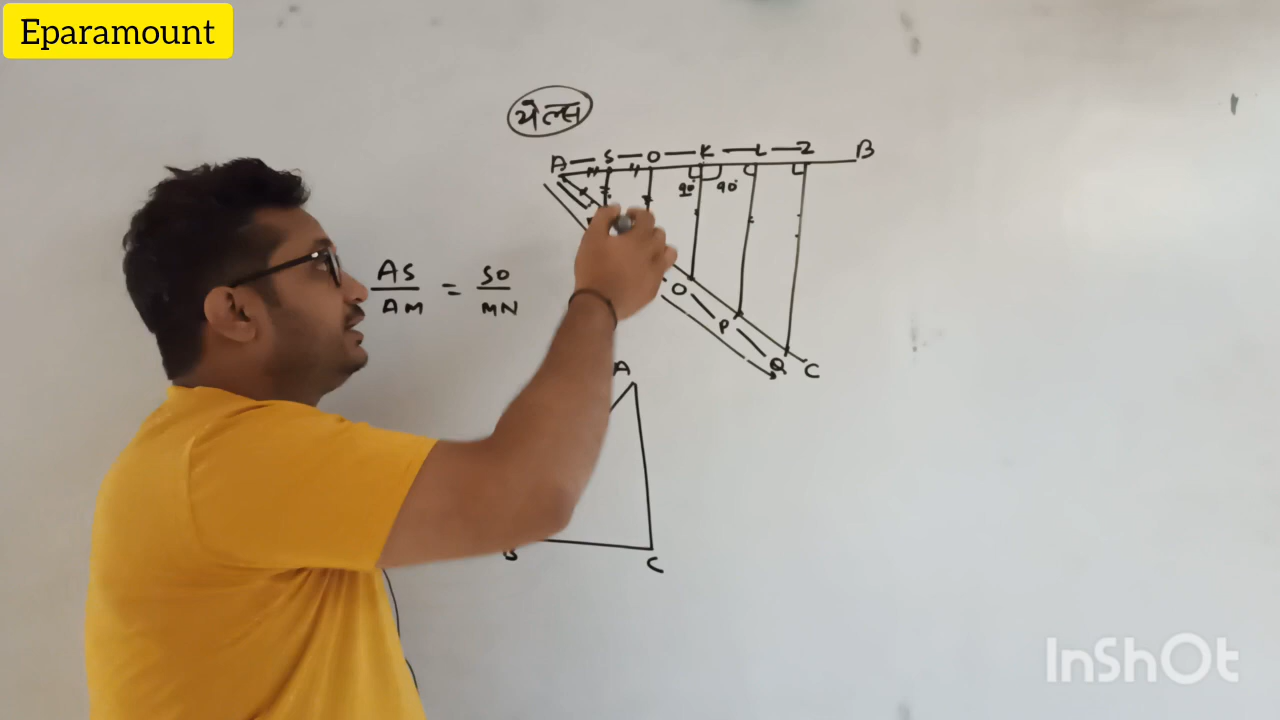 Eparamount
थेल्स
A S O K L Z B
90° 90°
AS/AM = SO/MN
O P Q C
A
B C
InShOt